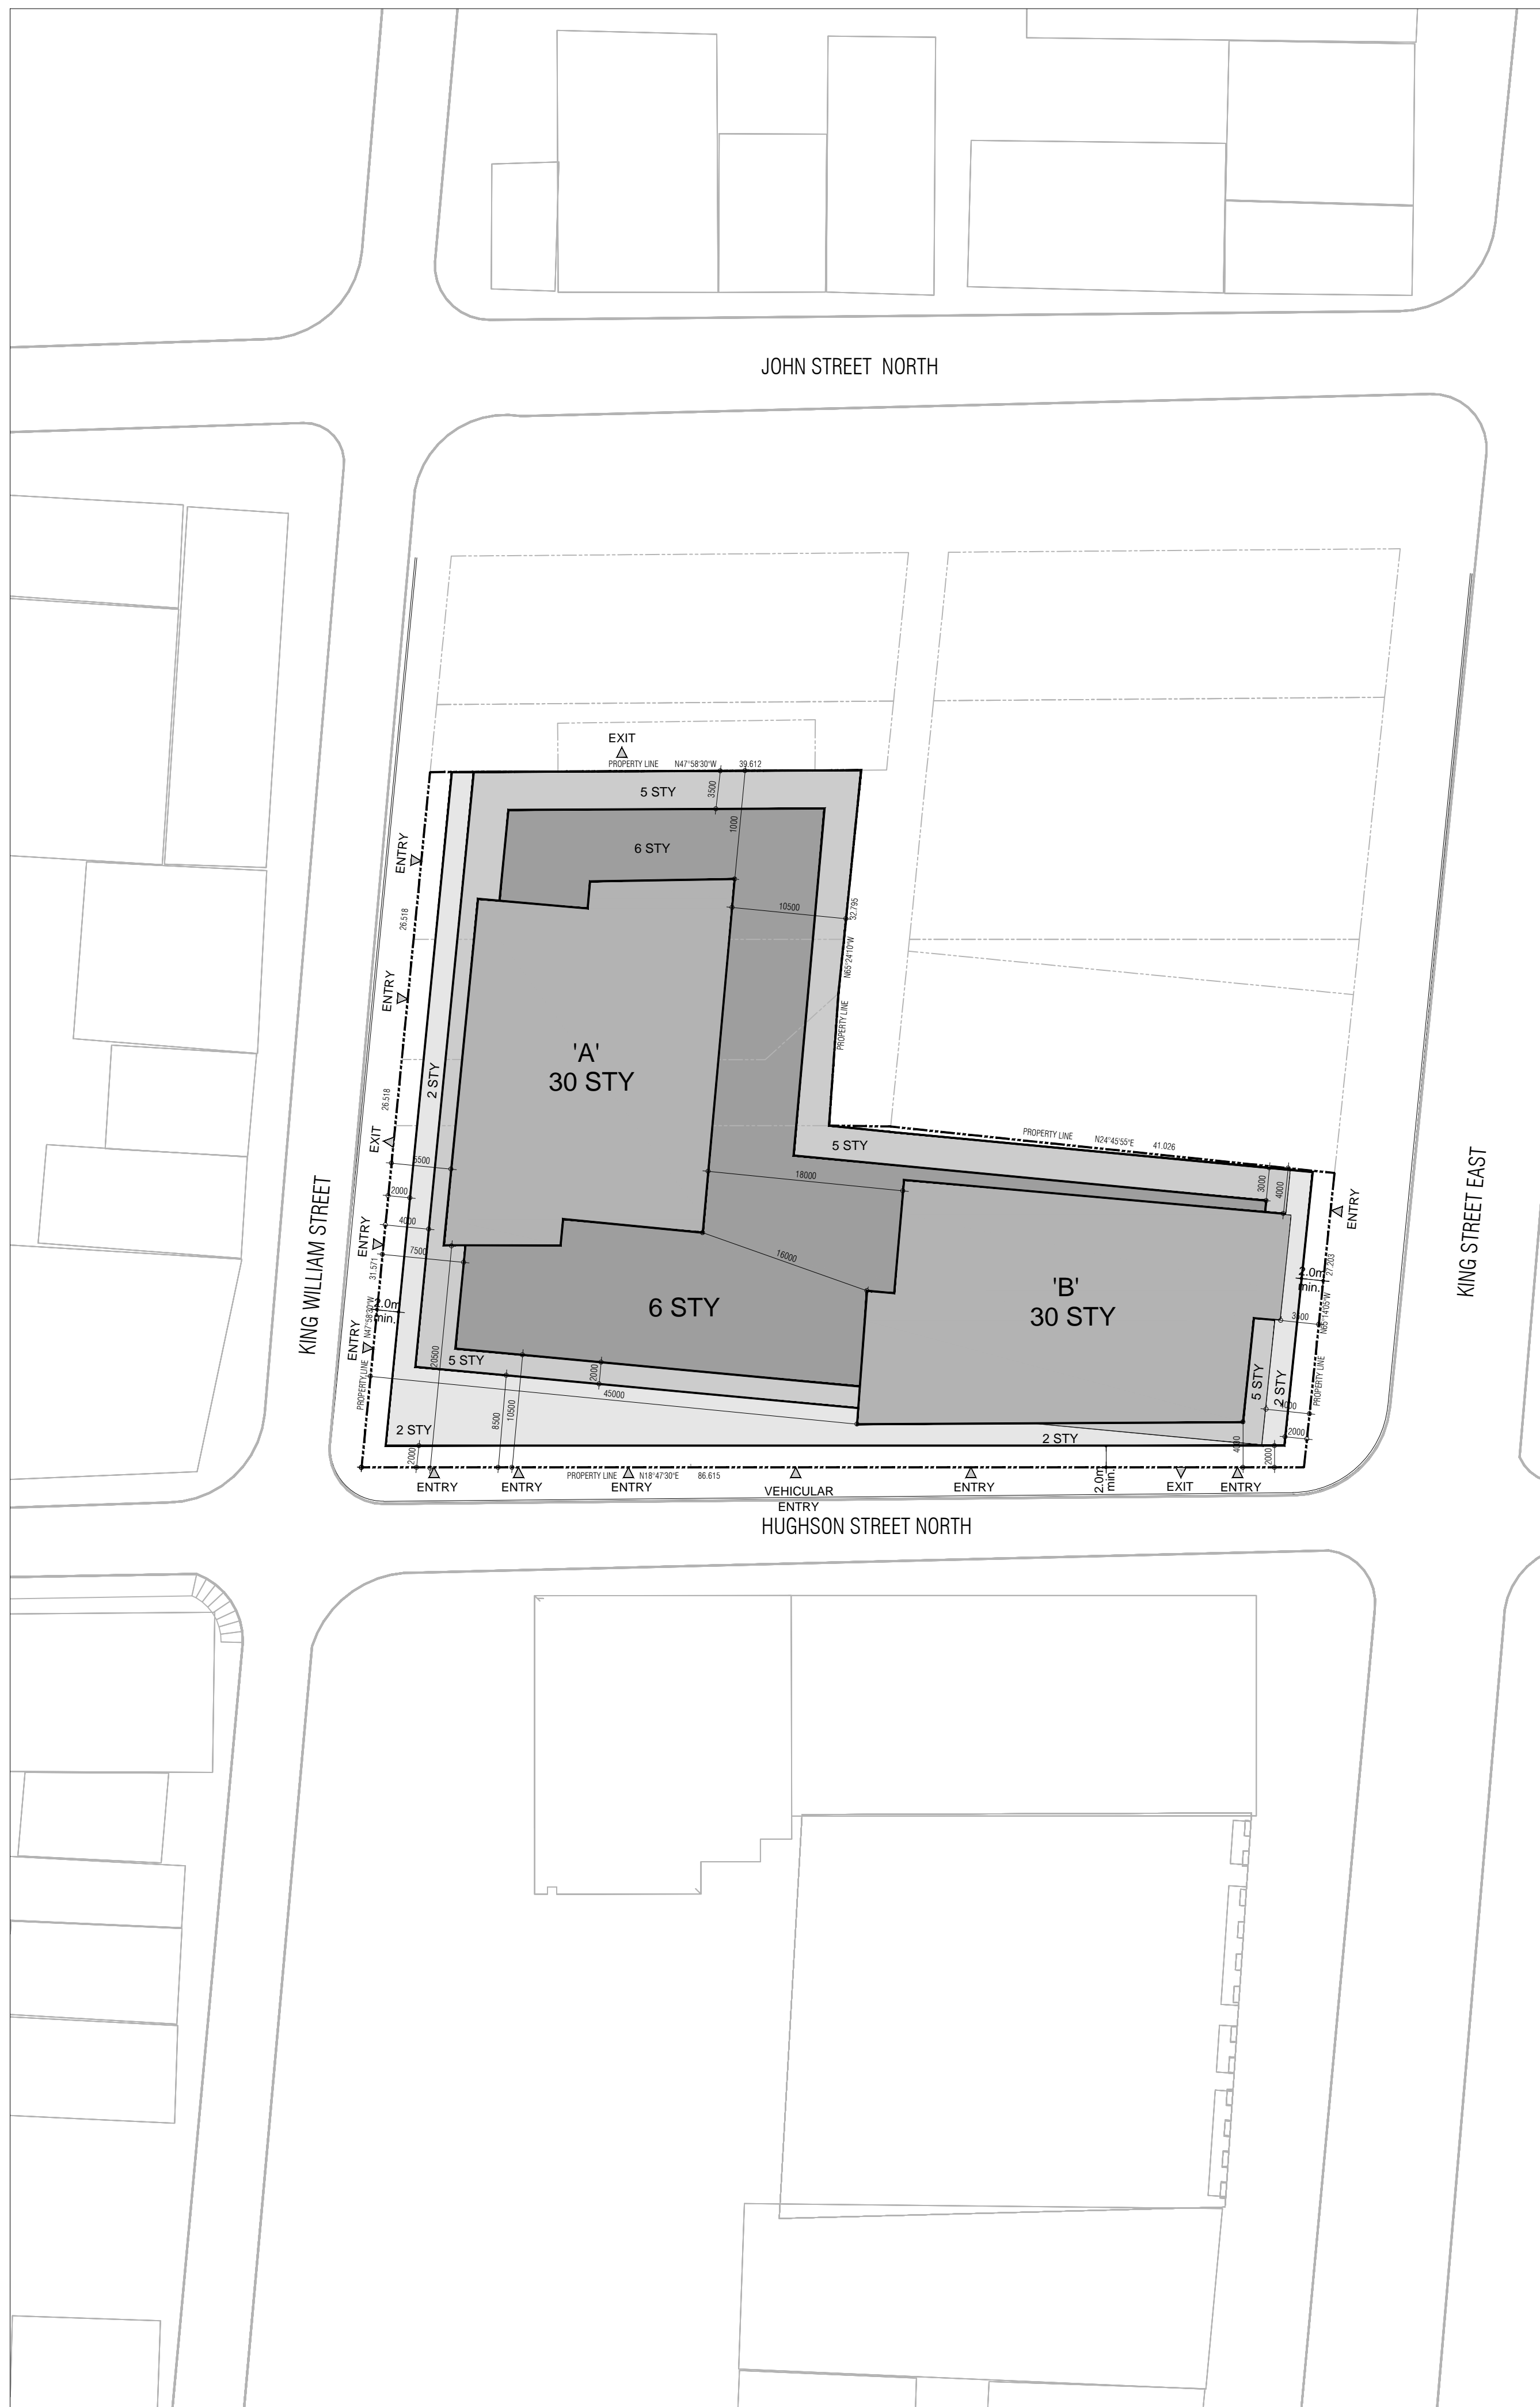 JOHN STREET  NORTH
EXIT
PROPERTY LINE
N47°58'30"W
39.612
5 STY
3500
1000
6 STY
ENTRY
26.518
10500
32.795
N65°24'10"W
PROPERTY LINE
ENTRY
'A'
30 STY
2 STY
26.518
EXIT
5500
2000
4000
7500
ENTRY
31.571
2.0m
min.
N47°58'30"W
ENTRY
PROPERTY LINE
KING WILLIAM STREET
5 STY
PROPERTY LINE
N24°45'55"E
41.026
18000
3000
4000
ENTRY
KING STREET EAST
16000
6 STY
'B'
30 STY
27.203
2.0m
min.
3500
N65°14'05"W
PROPERTY LINE
20500
5 STY
2000
45000
5 STY
2 STY
4000
2000
8500
10500
2 STY
2 STY
2000
4000
2000
PROPERTY LINE
N18°47'30"E
86.615
2.0m
min.
ENTRY
ENTRY
ENTRY
VEHICULAR
ENTRY
ENTRY
EXIT
ENTRY
HUGHSON STREET NORTH